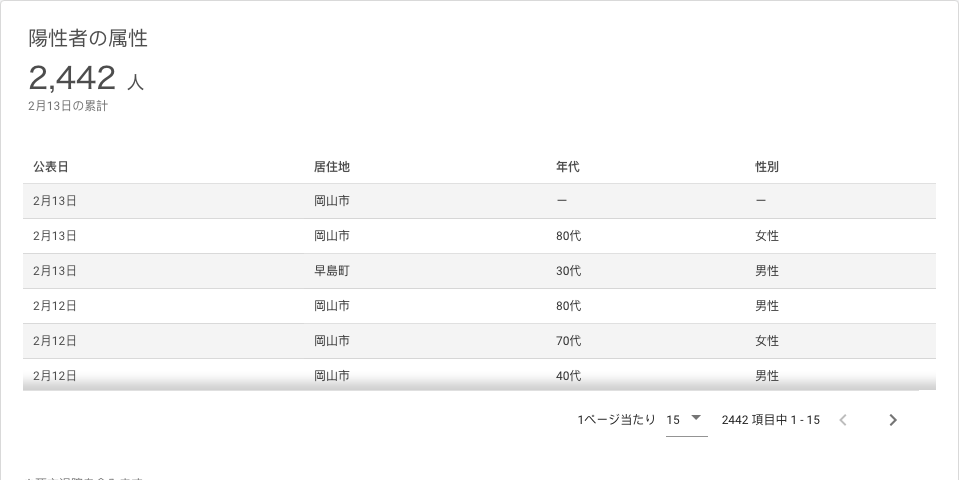 陽性者の属性
2,442 人
2月13日の累計
公表日 居住地 年代 性別
2月13日 岡山市 ー ー
2月13日 岡山市 80代 女性
2月13日 早島町 30代 男性
2月12日 岡山市 80代 男性
2月12日 岡山市 70代 女性
2月12日 岡山市 40代 男性
1ページ当たり 15 2442 項目中 1 - 15